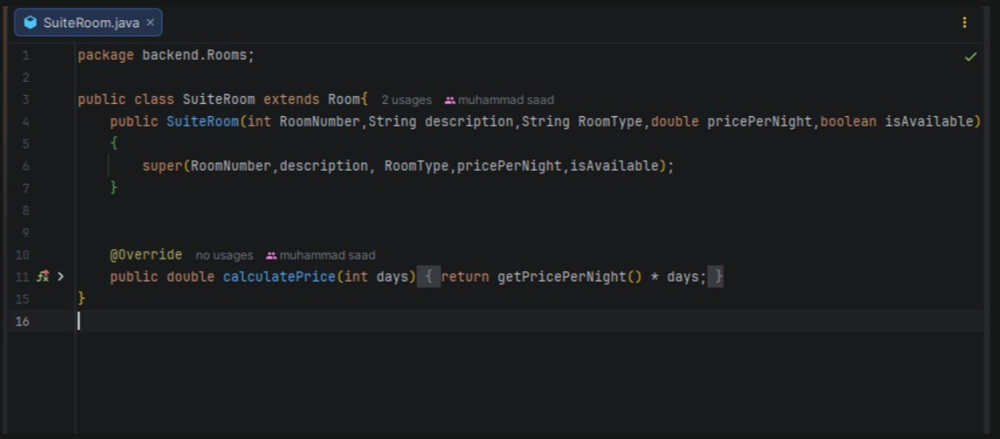 SuiteRoom.java ×
1 package backend.Rooms;
2
3 public class SuiteRoom extends Room{ 2 usages muhammad saad
4 public SuiteRoom(int RoomNumber,String description,String RoomType,double pricePerNight,boolean isAvailable)
5 {
6 super(RoomNumber,description, RoomType,pricePerNight,isAvailable);
7 }
8
9
10 @Override no usages muhammad saad
11 public double calculatePrice(int days) { return getPricePerNight() * days; }
15 }
16